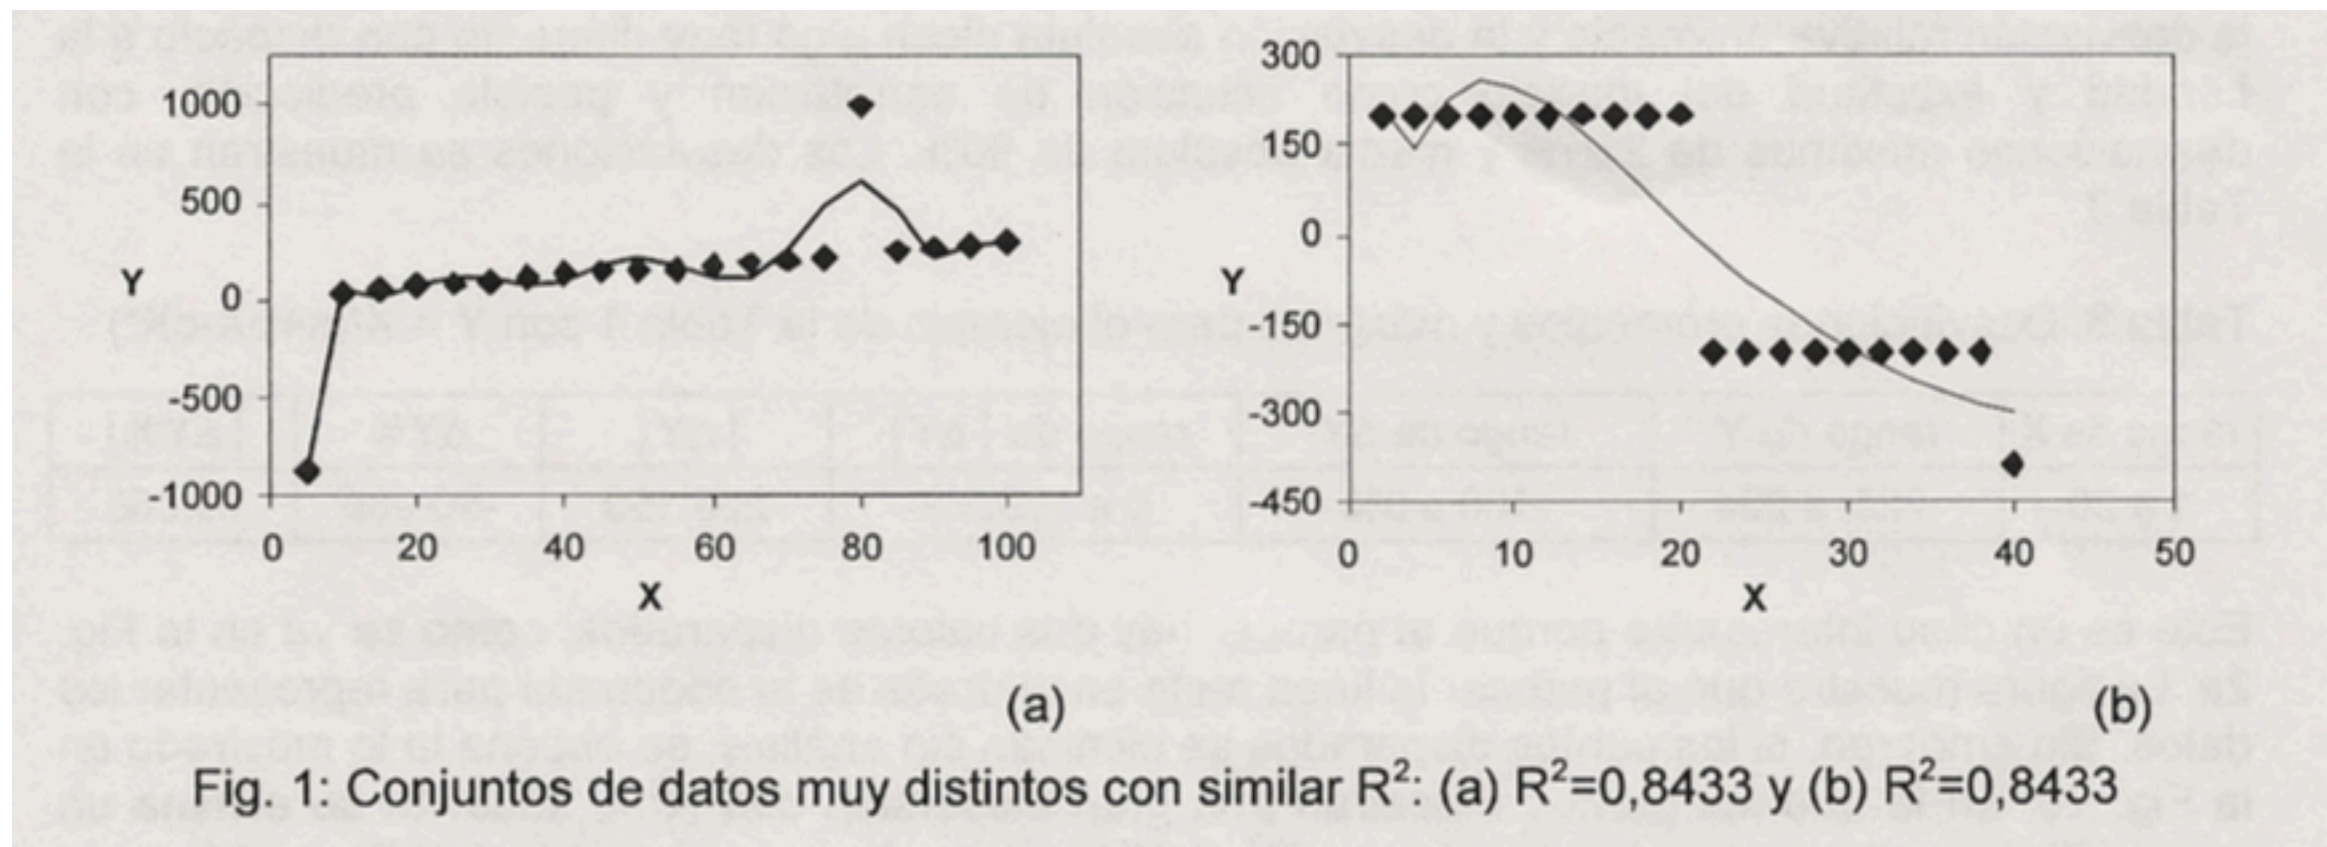 1000
500
0
-500
-1000
Y
0 20 40 60 80 100
X
(a)
300
150
0
-150
-300
-450
Y
0 10 20 30 40 50
X
(b)
Fig. 1: Conjuntos de datos muy distintos con similar R²: (a) R²=0,8433 y (b) R²=0,8433